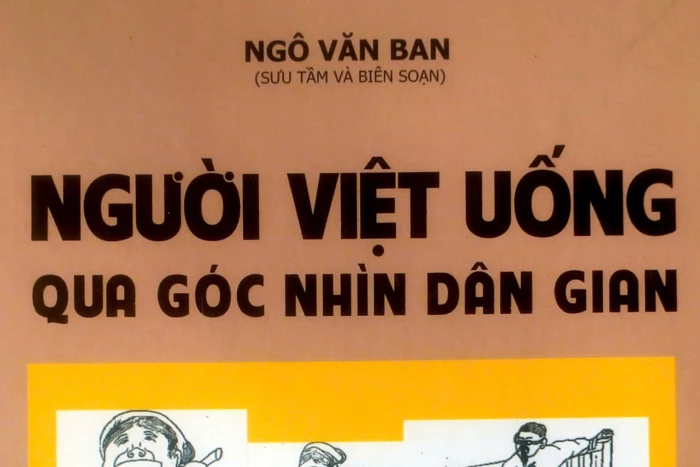 NGÔ VĂN BAN
(SƯU TẦM VÀ BIÊN SOẠN)
NGƯỜI VIỆT UỐNG
QUA GÓC NHÌN DÂN GIAN